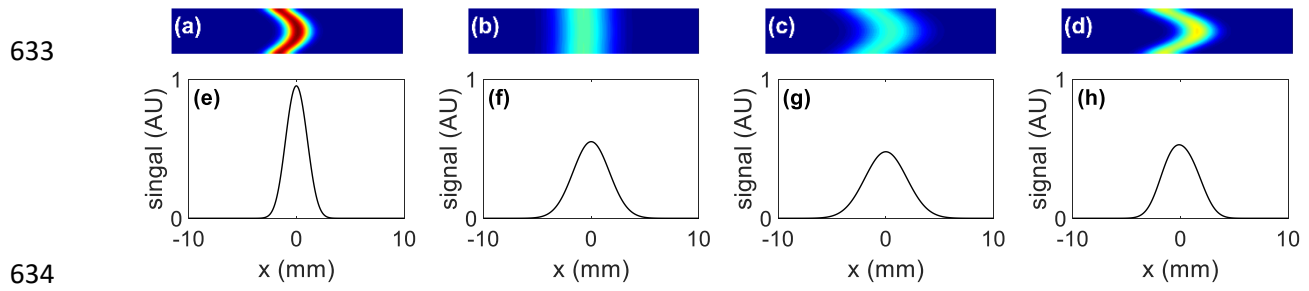 633
(a) (b) (c) (d)
1 1 1 1
(e) (f) (g) (h)
singal (AU) signal (AU) signal (AU) signal (AU)
0 0 0 0
-10 0 10 -10 0 10 -10 0 10 -10 0 10
x (mm) x (mm) x (mm) x (mm)
634